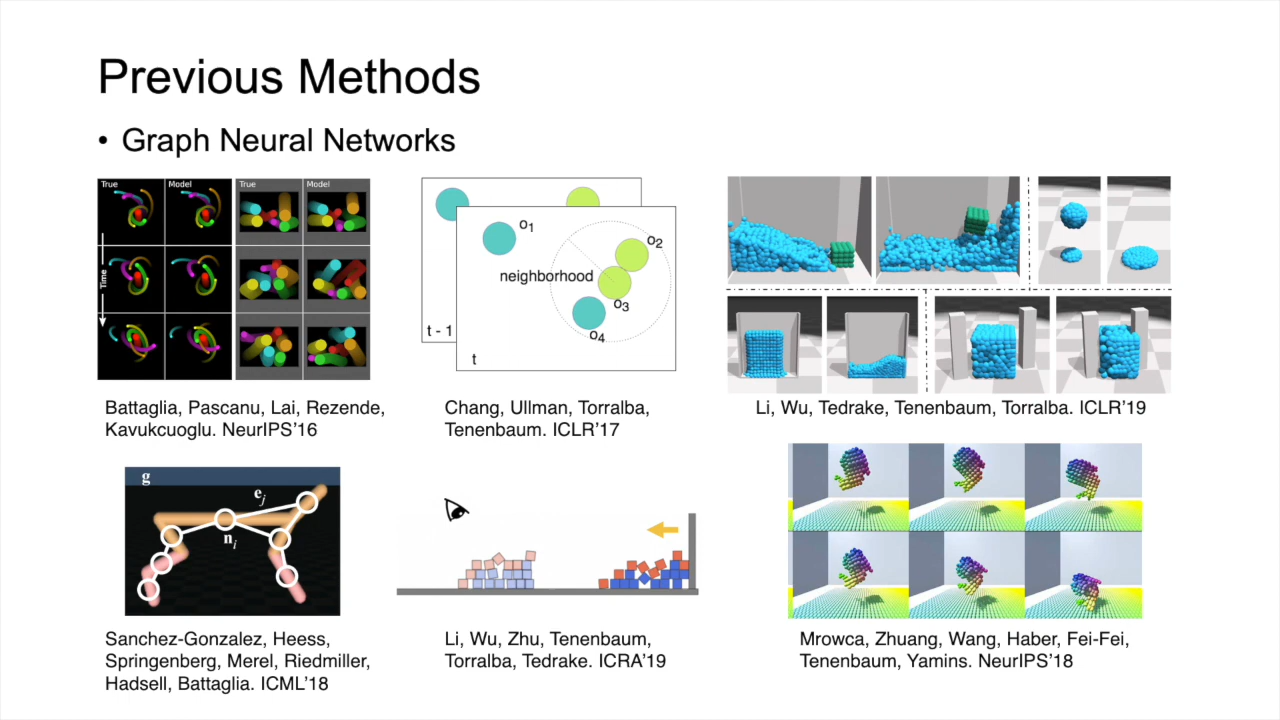 Previous Methods
• Graph Neural Networks
True
Model
True
Model
Time
o1
o2
neighborhood
o3
o4
t - 1
t
Battaglia, Pascanu, Lai, Rezende,
Kavukcuoglu. NeurIPS’16
Chang, Ullman, Torralba,
Tenenbaum. ICLR’17
Li, Wu, Tedrake, Tenenbaum, Torralba. ICLR’19
g
ej
ni
Sanchez-Gonzalez, Heess,
Springenberg, Merel, Riedmiller,
Hadsell, Battaglia. ICML’18
Li, Wu, Zhu, Tenenbaum,
Torralba, Tedrake. ICRA’19
Mrowca, Zhuang, Wang, Haber, Fei-Fei,
Tenenbaum, Yamins. NeurIPS’18